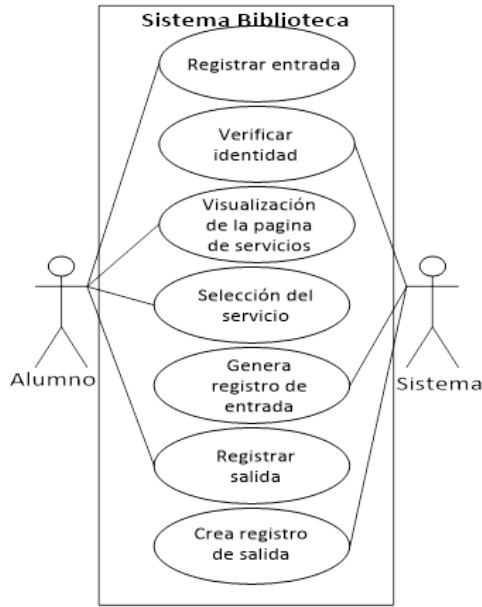 Sistema Biblioteca
Registrar entrada
Verificar
identidad
Visualización
de la pagina
de servicios
Selección del
servicio
Genera
registro de
entrada
Registrar
salida
Crea registro
de salida
Alumno
Sistema